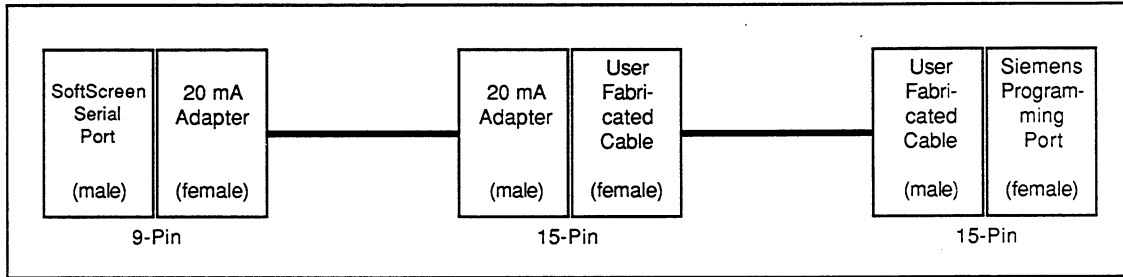 SoftScreen
Serial
Port
(male)
20 mA
Adapter
(female)
9-Pin
20 mA
Adapter
(male)
User
Fabri-
cated
Cable
(female)
15-Pin
User
Fabri-
cated
Cable
(male)
Siemens
Program-
ming
Port
(female)
15-Pin